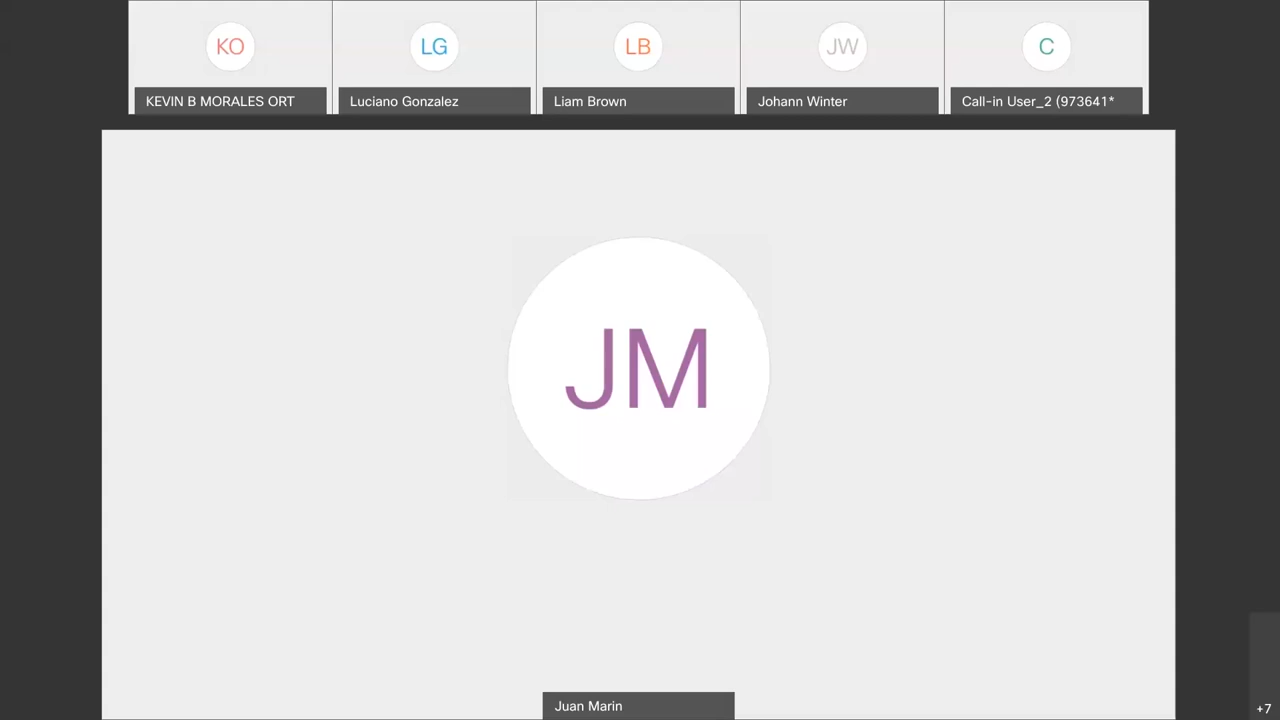 KO
LG
LB
JW
C
KEVIN B MORALES ORT
Luciano Gonzalez
Liam Brown
Johann Winter
Call-in User_2 (973641*
JM
Juan Marin
+7